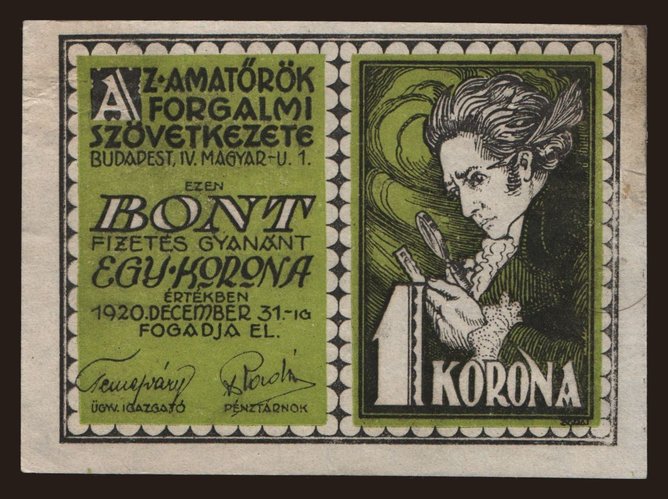 AZ·AMATŐRÖK
FORGALMI
SZÖVETKEZETE
BUDAPEST, IV. MAGYAR-U. 1.
EZEN
BONT
FIZETÉS GYANÁNT
EGY·KORONA
ÉRTÉKBEN
1920. DECEMBER 31.-IG
FOGADJA EL.
Temesváry
ÜGYV. IGAZGATÓ
PÉNZTÁRNOK
1 KORONA